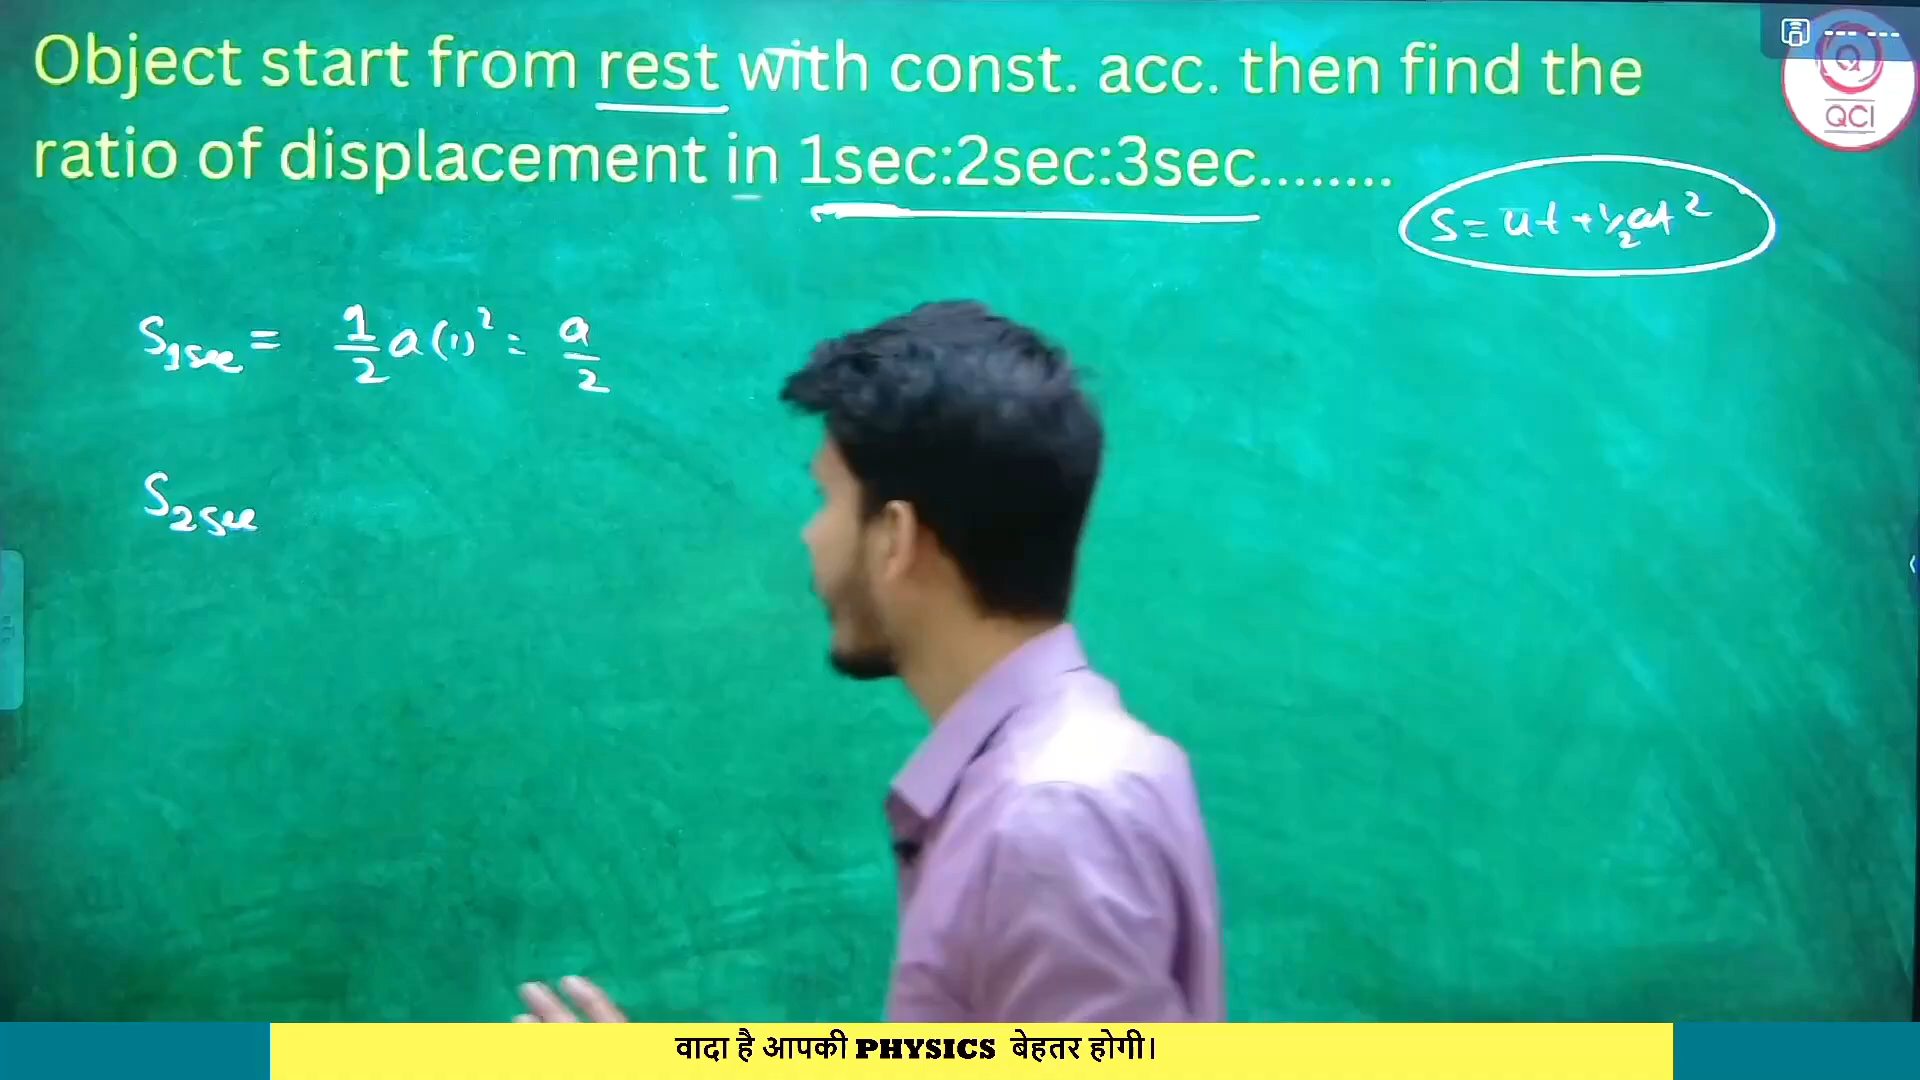 Object start from rest with const. acc. then find the
ratio of displacement in 1sec:2sec:3sec........
QCI
S = ut + ½at²
S1sec = 1/2 a(1)² = a/2
S2sec
वादा है आपकी PHYSICS बेहतर होगी।